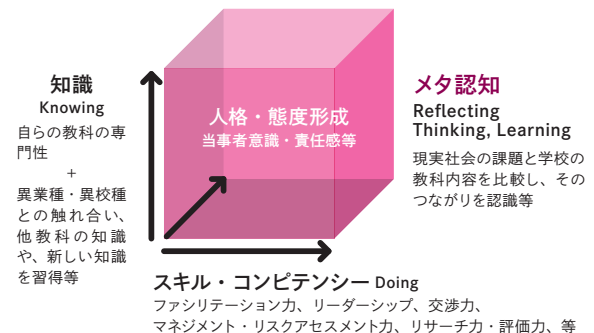 知識
Knowing
自らの教科の専
門性
+
異業種・異校種
との触れ合い、
他教科の知識
や、新しい知識
を習得等
人格・態度形成
当事者意識・責任感等
メタ認知
Reflecting
Thinking, Learning
現実社会の課題と学校の
教科内容を比較し、その
つながりを認識等
スキル・コンピテンシー Doing
ファシリテーション力、リーダーシップ、交渉力、
マネジメント・リスクアセスメント力、リサーチ力・評価力、等